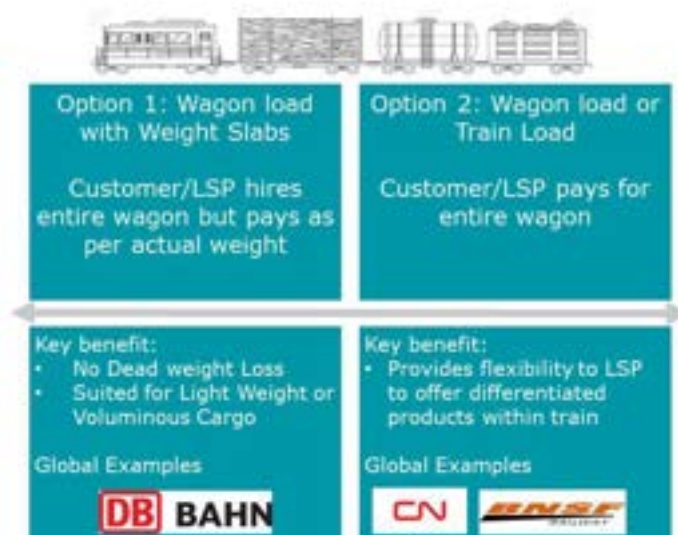 Option 1: Wagon load
with Weight Slabs
Customer/LSP hires
entire wagon but pays as
per actual weight
Option 2: Wagon load or
Train Load
Customer/LSP pays for
entire wagon
Key benefit:
• No Dead weight Loss
• Suited for Light Weight or
Voluminous Cargo
Global Examples
DB BAHN
Key benefit:
• Provides flexibility to LSP
to offer differentiated
products within train
Global Examples
CN
BNSF
RAILWAY